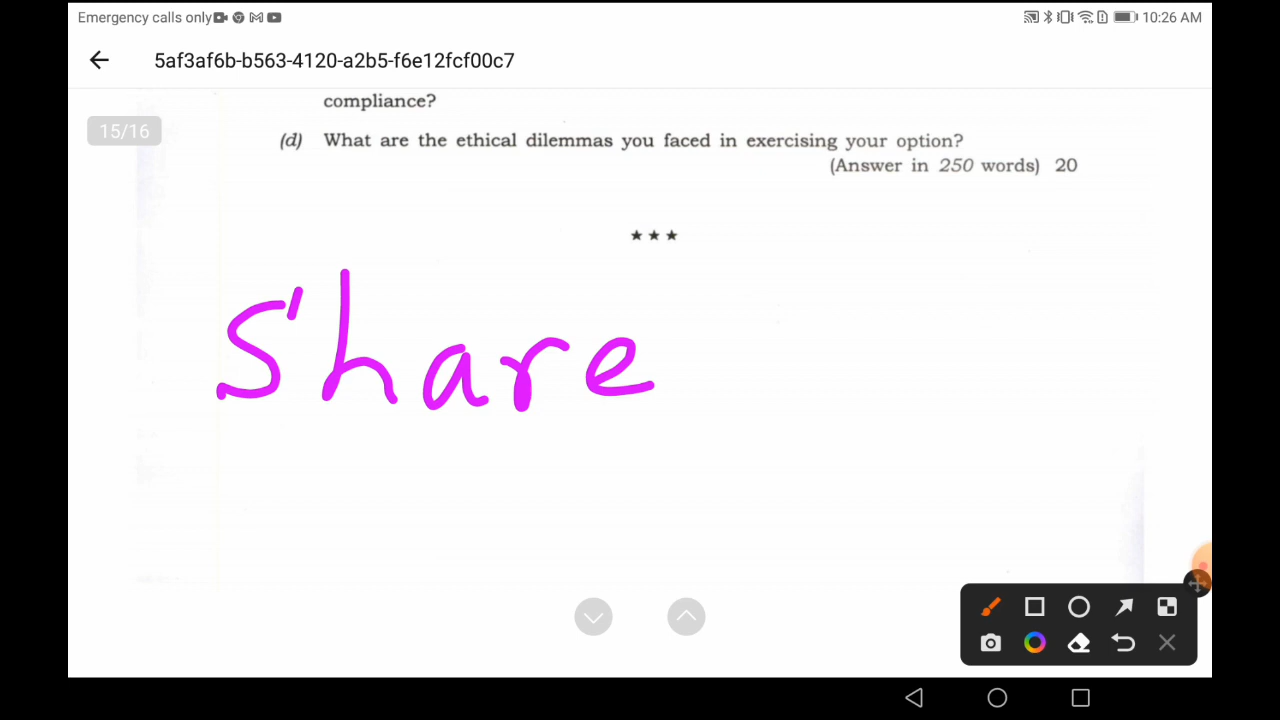 Emergency calls only
10:26 AM
5af3af6b-b563-4120-a2b5-f6e12fcf00c7
15/16
compliance?
(d) What are the ethical dilemmas you faced in exercising your option?
(Answer in 250 words) 20
★ ★ ★
Share